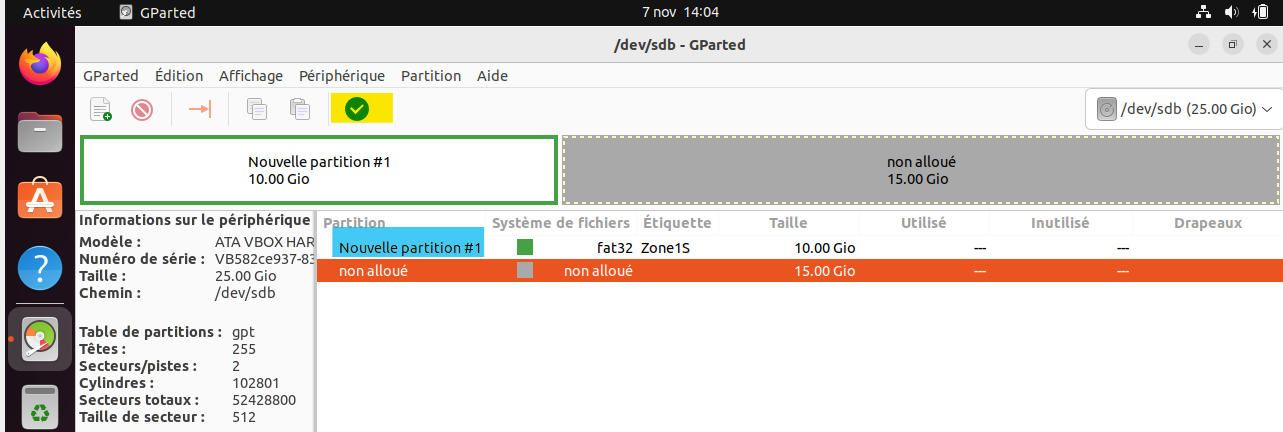 Activités GParted 7 nov 14:04
/dev/sdb - GParted
GParted Édition Affichage Périphérique Partition Aide
/dev/sdb (25.00 Gio)
Nouvelle partition #1
10.00 Gio
non alloué
15.00 Gio
Informations sur le périphérique
Modèle : ATA VBOX HAR
Numéro de série : VB582ce937-83
Taille : 25.00 Gio
Chemin : /dev/sdb
Table de partitions : gpt
Têtes : 255
Secteurs/pistes : 2
Cylindres : 102801
Secteurs totaux : 52428800
Taille de secteur : 512
Partition Système de fichiers Étiquette Taille Utilisé Inutilisé Drapeaux
Nouvelle partition #1 fat32 Zone1S 10.00 Gio --- ---
non alloué non alloué 15.00 Gio --- ---